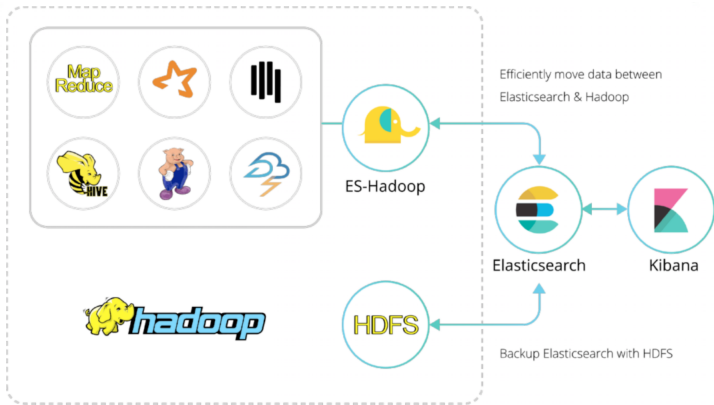 Map
Reduce
HIVE
ES-Hadoop
Efficiently move data between
Elasticsearch & Hadoop
Elasticsearch
Kibana
hadoop
HDFS
Backup Elasticsearch with HDFS